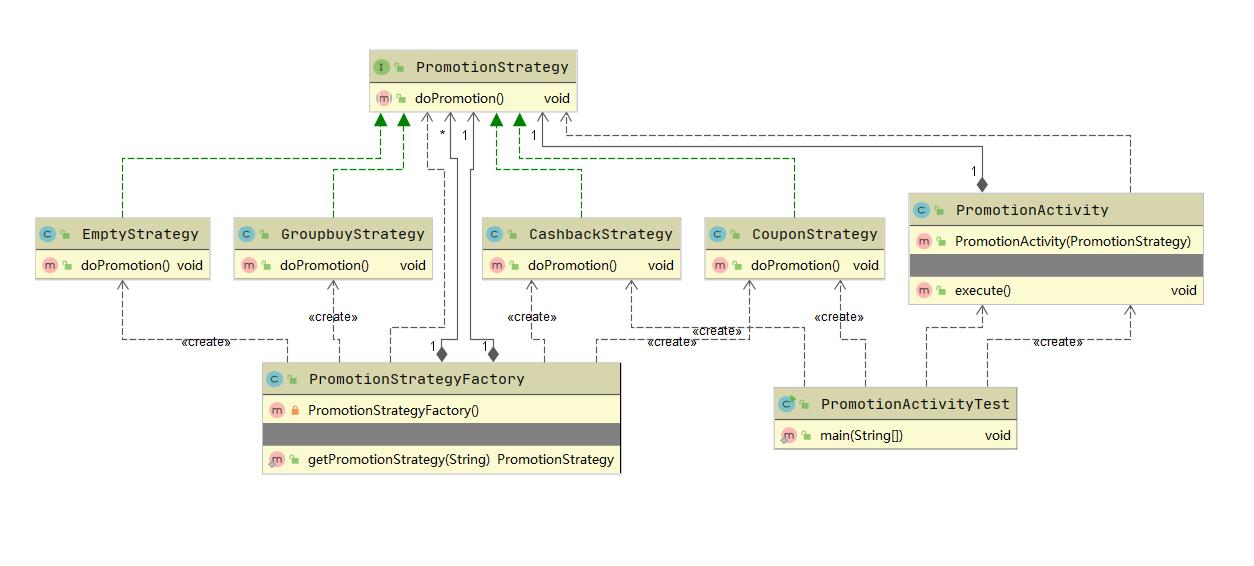 I PromotionStrategy
m doPromotion() void
* 1 1
1
C EmptyStrategy
m doPromotion() void
C GroupbuyStrategy
m doPromotion() void
C CashbackStrategy
m doPromotion() void
C CouponStrategy
m doPromotion() void
C PromotionActivity
m PromotionActivity(PromotionStrategy)
m execute() void
«create»
«create»
«create»
«create»
«create»
«create»
«create»
1 1
C PromotionStrategyFactory
m PromotionStrategyFactory()
m getPromotionStrategy(String) PromotionStrategy
C PromotionActivityTest
m main(String[]) void